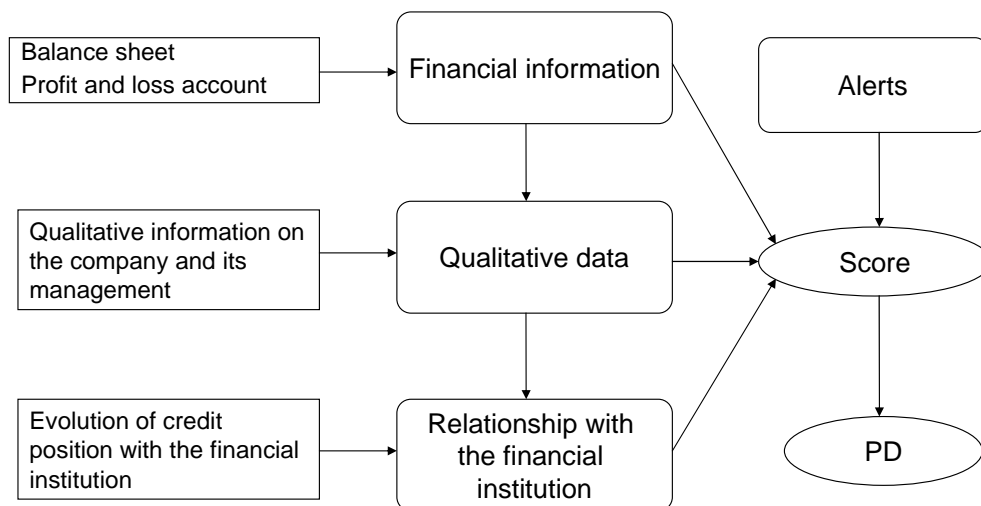 Balance sheet
Profit and loss account
Financial information
Alerts
Qualitative information on
the company and its
management
Qualitative data
Score
Evolution of credit
position with the financial
institution
Relationship with
the financial
institution
PD